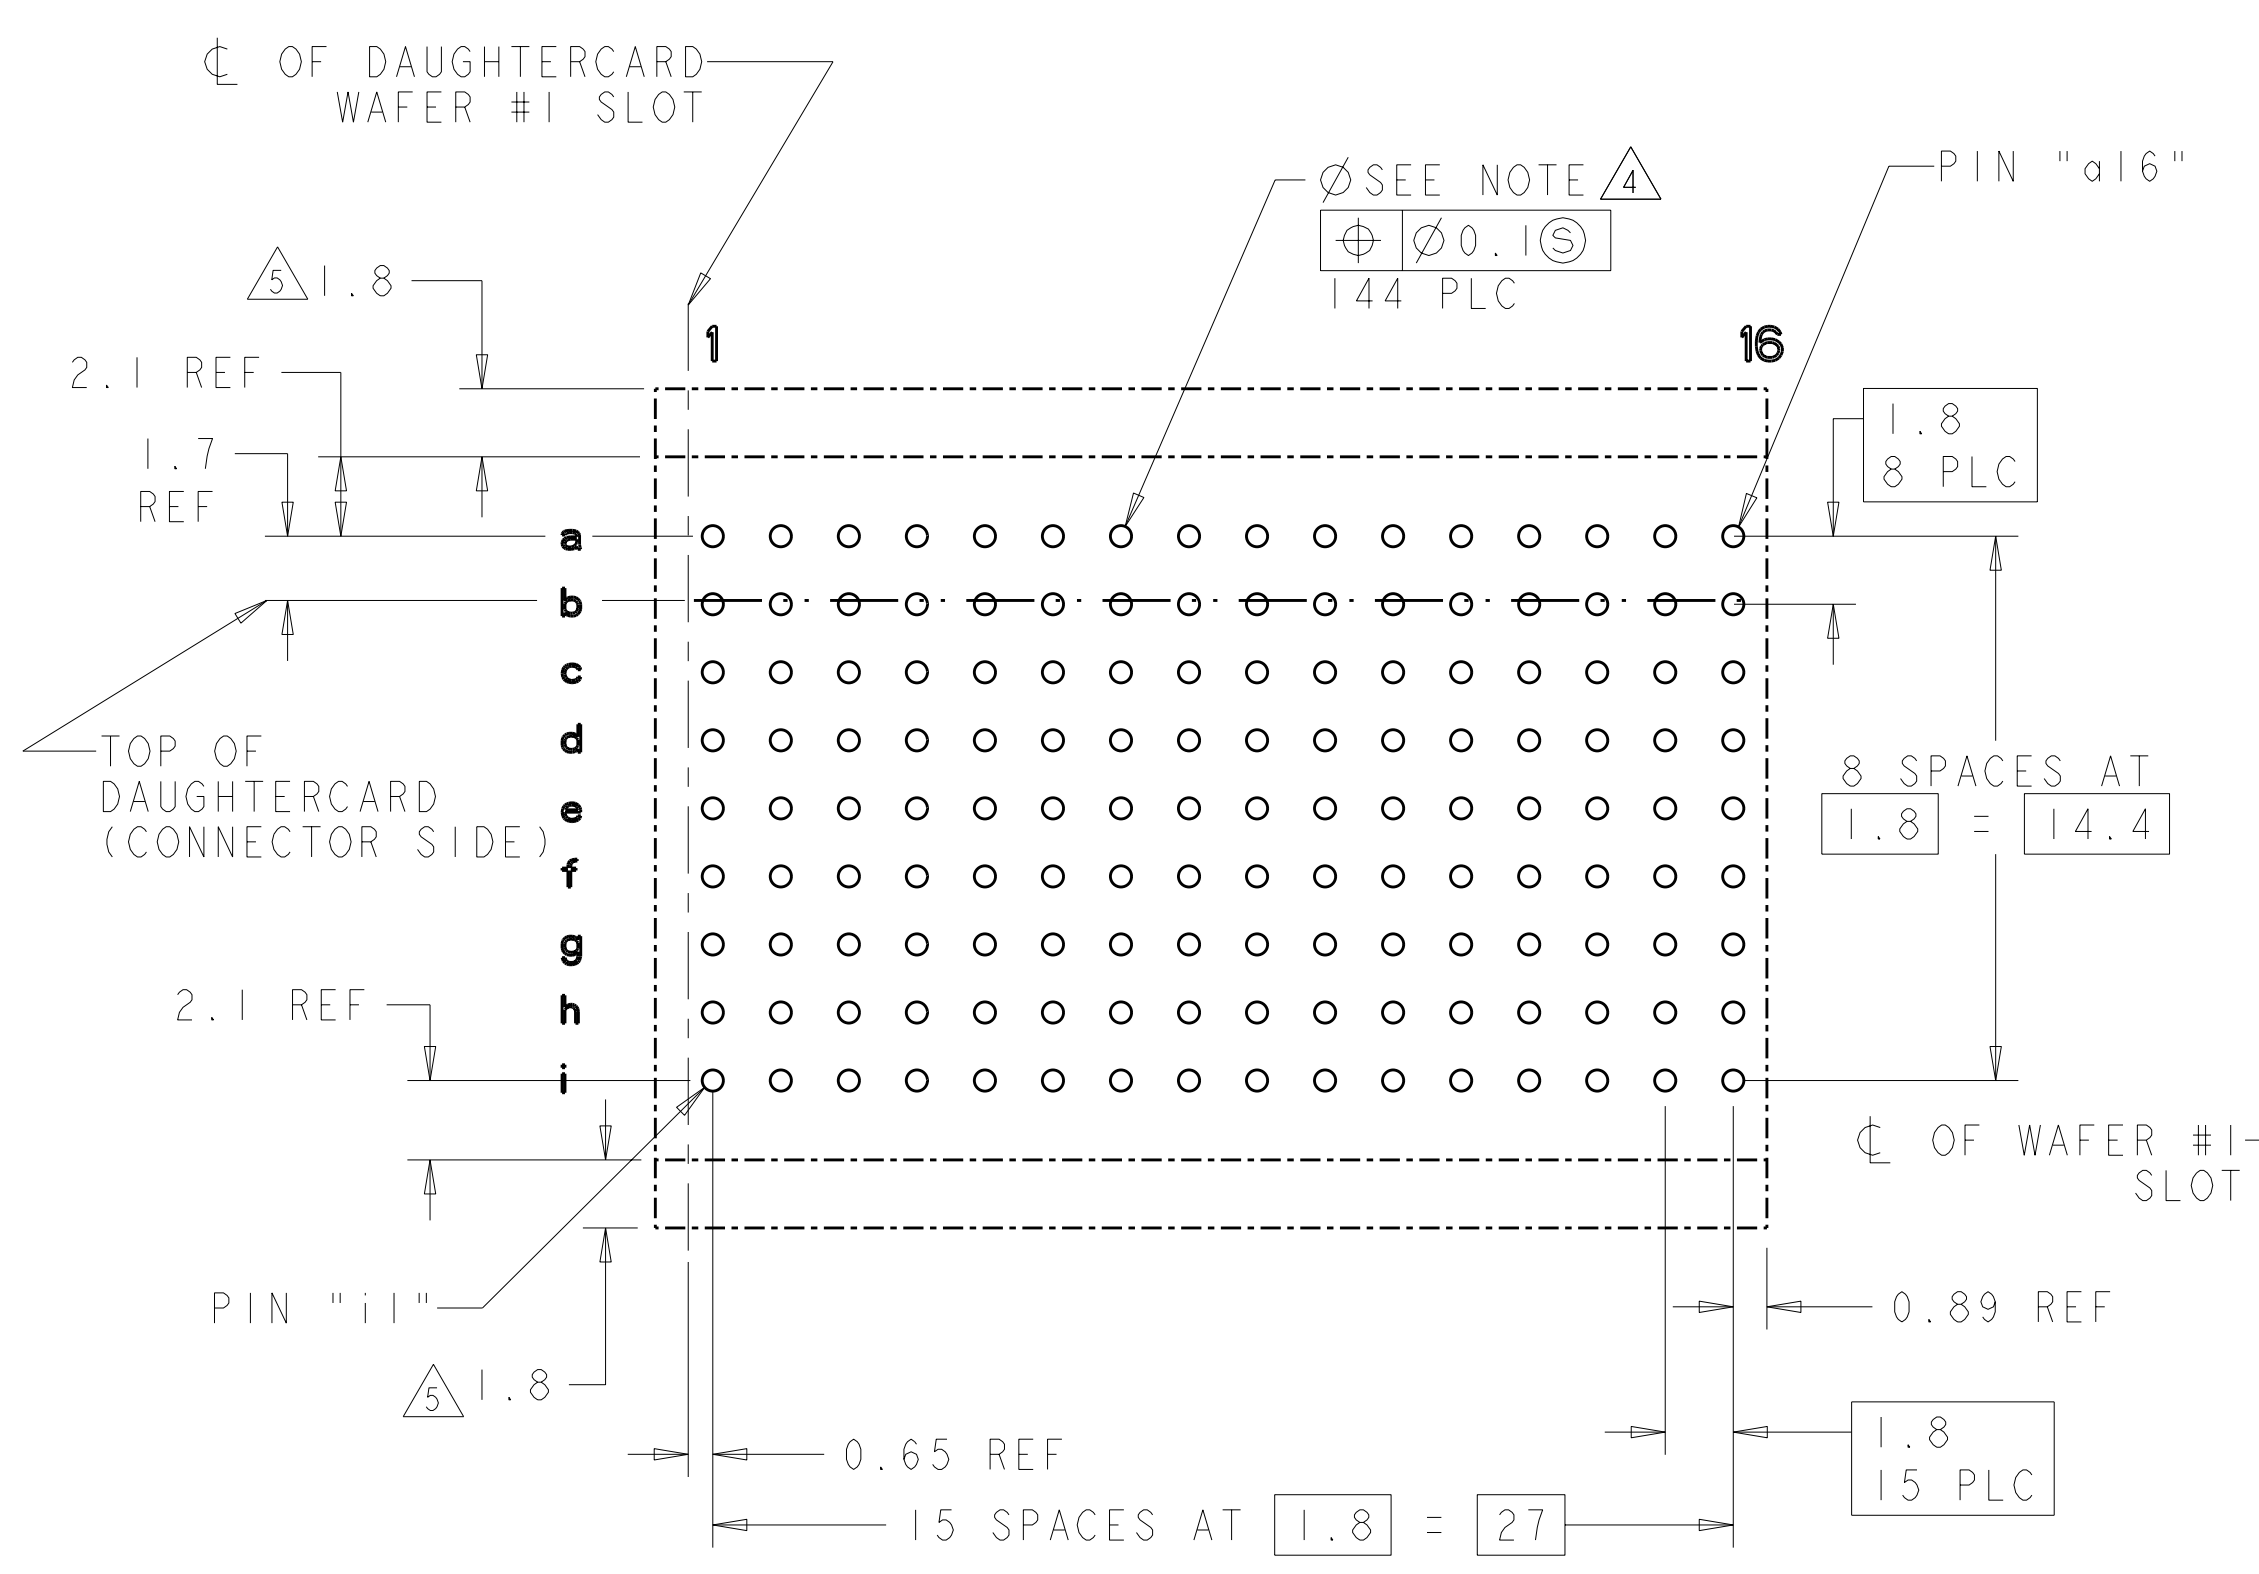 ℄ OF DAUGHTERCARD
WAFER #1 SLOT
⌀SEE NOTE 4
⌖ ⌀0.1Ⓢ
144 PLC
PIN "a16"
5 1.8
1
16
2.1 REF
1.7
REF
1.8
8 PLC
a
b
c
d
e
f
g
h
i
TOP OF
DAUGHTERCARD
(CONNECTOR SIDE)
8 SPACES AT
1.8 = 14.4
2.1 REF
℄ OF WAFER #1
SLOT
PIN "i1"
0.89 REF
5 1.8
1.8
15 PLC
0.65 REF
15 SPACES AT 1.8 = 27